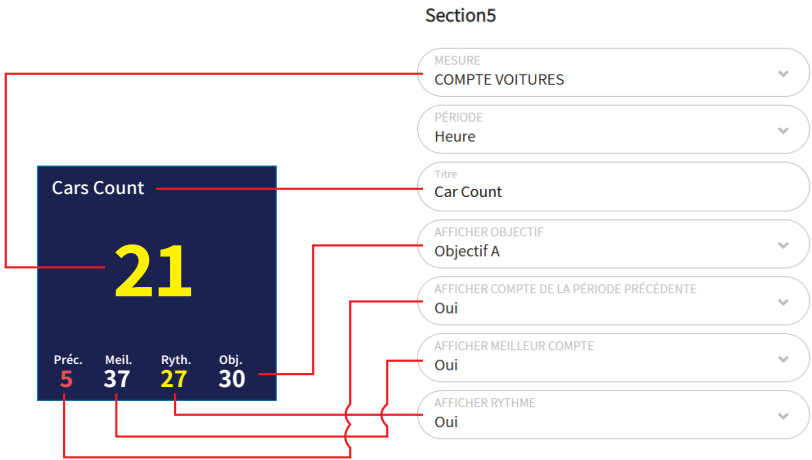 Section5
MESURE
COMPTE VOITURES
PÉRIODE
Heure
Titre
Car Count
AFFICHER OBJECTIF
Objectif A
AFFICHER COMPTE DE LA PÉRIODE PRÉCÉDENTE
Oui
AFFICHER MEILLEUR COMPTE
Oui
AFFICHER RYTHME
Oui
Cars Count
21
Préc. Meil. Ryth. Obj.
5 37 27 30